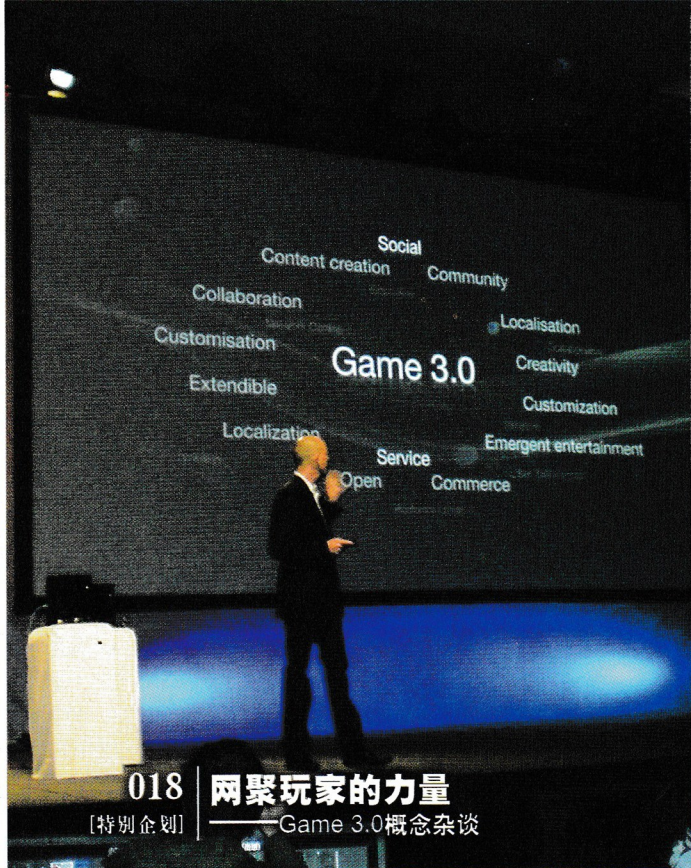 Social
Content creation
Community
Collaboration
Localisation
Customisation
Game 3.0
Creativity
Extendible
Customization
Localization
Emergent entertainment
Service
Open
Commerce
018
网聚玩家的力量
[特别企划]
——Game 3.0概念杂谈